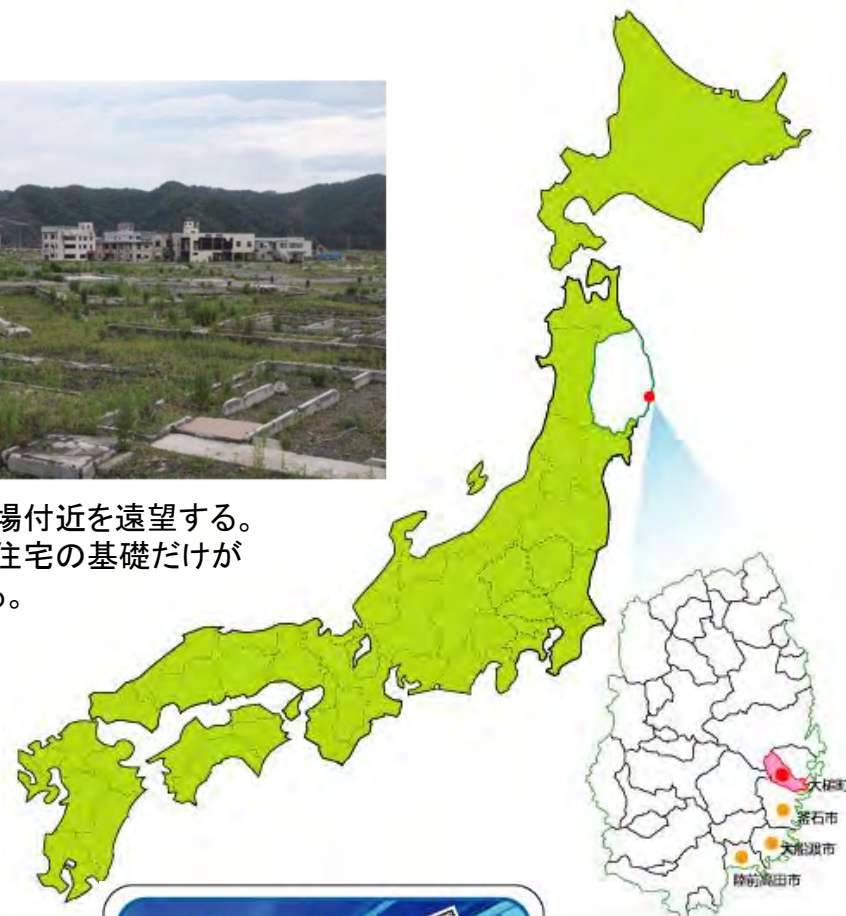 場付近を遠望する。
住宅の基礎だけが
る。
大槌町
釜石市
大船渡市
陸前高田市